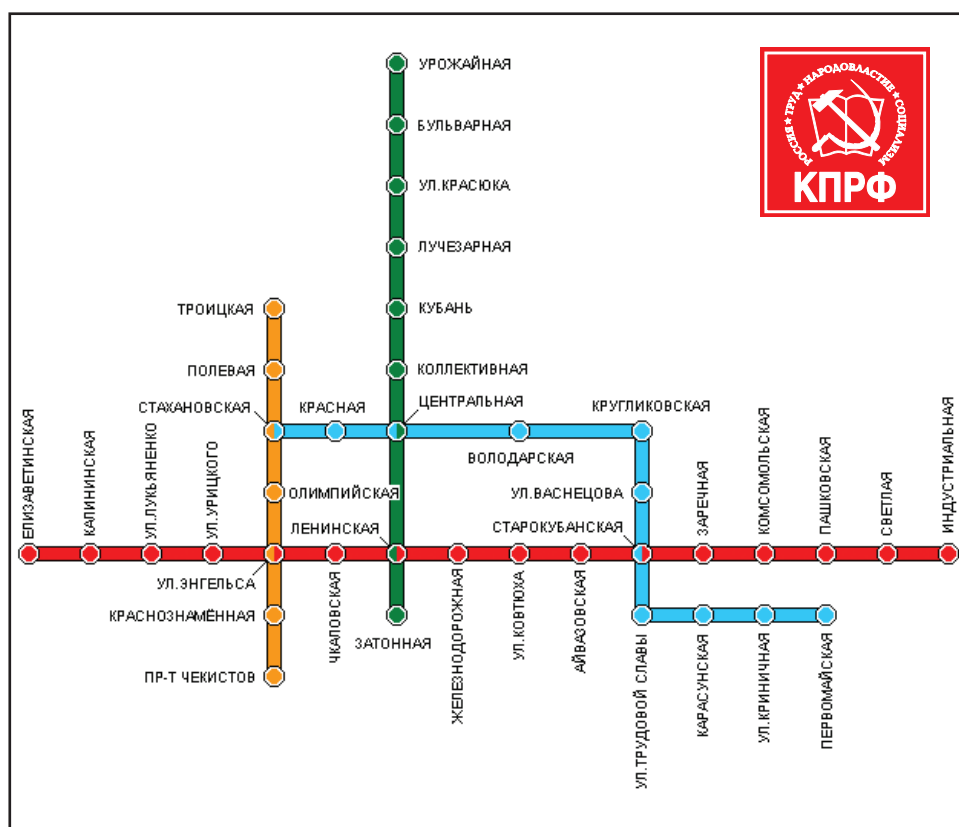 УРОЖАЙНАЯ
РОССИЯ★ТРУД★НАРОДОВЛАСТИЕ★СОЦИАЛИЗМ
КПРФ
БУЛЬВАРНАЯ
УЛ.КРАСЮКА
ЛУЧЕЗАРНАЯ
ТРОИЦКАЯ
КУБАНЬ
ПОЛЕВАЯ
КОЛЛЕКТИВНАЯ
СТАХАНОВСКАЯ
КРАСНАЯ
ЦЕНТРАЛЬНАЯ
КРУГЛИКОВСКАЯ
ВОЛОДАРСКАЯ
ЕЛИЗАВЕТИНСКАЯ
КАЛИНИНСКАЯ
УЛ.ЛУКЬЯНЕНКО
УЛ.УРИЦКОГО
ОЛИМПИЙСКАЯ
УЛ.ВАСНЕЦОВА
ЛЕНИНСКАЯ
СТАРОКУБАНСКАЯ
ЗАРЕЧНАЯ
КОМСОМОЛЬСКАЯ
ПАШКОВСКАЯ
СВЕТЛАЯ
ИНДУСТРИАЛЬНАЯ
УЛ.ЭНГЕЛЬСА
КРАСНОЗНАМЁННАЯ
ЧКАЛОВСКАЯ
ЗАТОННАЯ
ЖЕЛЕЗНОДОРОЖНАЯ
УЛ.КОВТЮХА
АЙВАЗОВСКАЯ
ПР-Т ЧЕКИСТОВ
УЛ.ТРУДОВОЙ СЛАВЫ
КАРАСУНСКАЯ
УЛ.КРИНИЧНАЯ
ПЕРВОМАЙСКАЯ